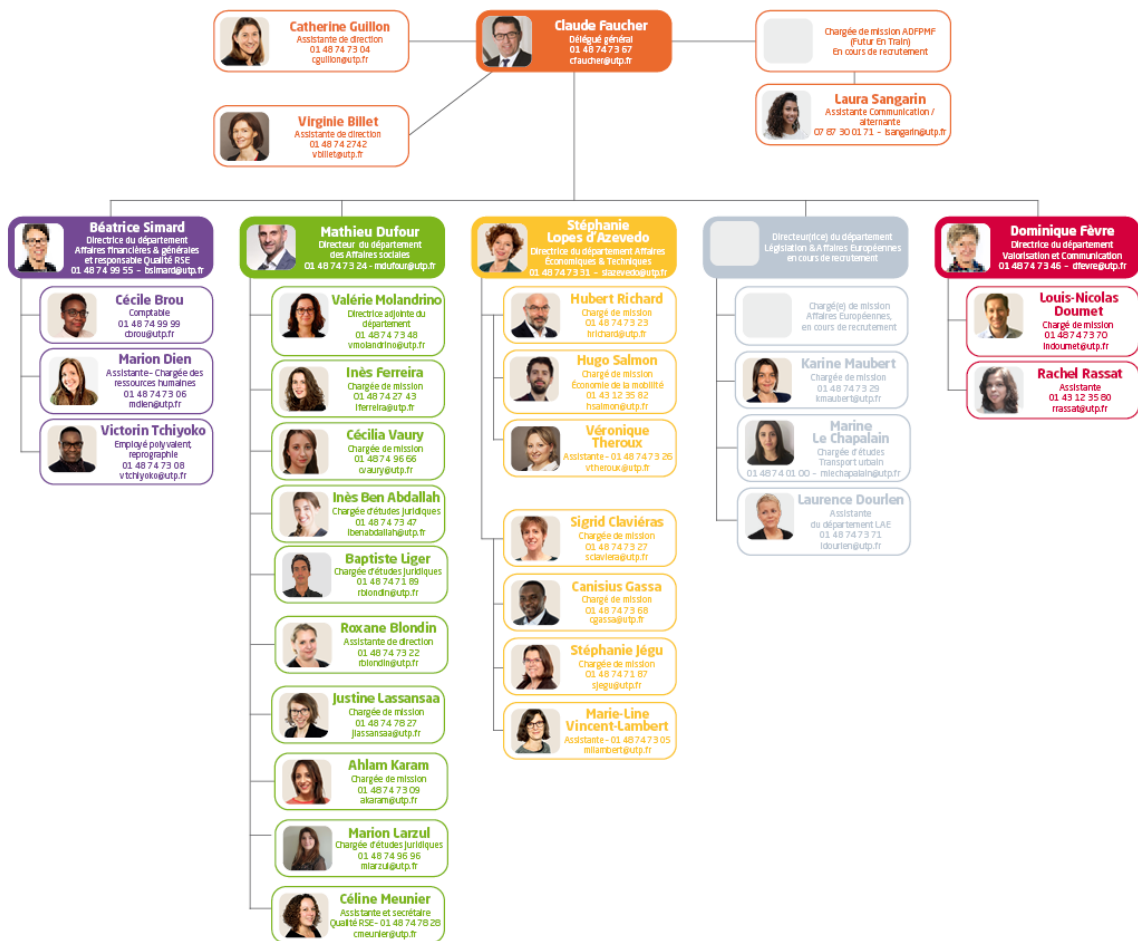 Catherine Guillon
Assistante de direction
01 48 74 73 04
cguillon@utp.fr
Claude Faucher
Délégué général
01 48 74 73 67
cfaucher@utp.fr
Chargée de mission ADFPMF
(Futur En Train)
En cours de recrutement
Virginie Billet
Assistante de direction
01 48 74 2742
vbillet@utp.fr
Laura Sangarin
Assistante Communication /
alternante
07 87 30 01 71 – lsangarin@utp.fr
Béatrice Simard
Directrice du département
Affaires financières & générales
et responsable Qualité RSE
01 48 74 99 55 – bsimard@utp.fr
Cécile Brou
Comptable
01 48 74 99 99
cbrou@utp.fr
Marion Dien
Assistante- Chargée des
ressources humaines
01 48 74 73 06
mdien@utp.fr
Victorin Tchiyoko
Employé polyvalent,
reprographie
01 48 74 73 08
vtchiyoko@utp.fr
Mathieu Dufour
Directeur du département
des Affaires sociales
01 48 74 73 24 - mdufour@utp.fr
Valérie Molandrino
Directrice adjointe du
département
01 48 74 73 48
vmolandrino@utp.fr
Inès Ferreira
Chargée de mission
01 48 74 27 43
iferreira@utp.fr
Cécilia Vaury
Chargée de mission
01 48 74 96 66
cvaury@utp.fr
Inès Ben Abdallah
Chargée d'études juridiques
01 48 74 73 47
ibenabdallah@utp.fr
Baptiste Liger
Chargée d'études juridiques
01 48 74 71 89
rblondin@utp.fr
Roxane Blondin
Assistante de direction
01 48 74 73 22
rblondin@utp.fr
Justine Lassansaa
Chargée de mission
01 48 74 78 27
jlassansaa@utp.fr
Ahlam Karam
Chargée de mission
01 48 74 73 09
akaram@utp.fr
Marion Larzul
Chargée d'études juridiques
01 48 74 96 96
mlarzul@utp.fr
Céline Meunier
Assistante et secrétaire
Qualité RSE- 01 48 74 78 28
cmeunier@utp.fr
Stéphanie
Lopes d'Azevedo
Directrice du département Affaires
Économiques & Techniques
01 48 74 73 31 – slazevedo@utp.fr
Hubert Richard
Chargé de mission
01 48 74 73 23
hrichard@utp.fr
Hugo Salmon
Chargé de mission
Économie de la mobilité
01 43 12 35 82
hsalmon@utp.fr
Véronique
Theroux
Assistante - 01 48 74 73 26
vtheroux@utp.fr
Sigrid Claviéras
Chargée de mission
01 48 74 73 27
sclaviera@utp.fr
Canisius Gassa
Chargé de mission
01 48 74 73 68
cgassa@utp.fr
Stéphanie Jégu
Chargée de mission
01 48 74 71 87
sjegu@utp.fr
Marie-Line
Vincent-Lambert
Assistante - 01 48 74 73 05
mllambert@utp.fr
Directeur(rice) du département
Législation & Affaires Européennes
en cours de recrutement
Chargé(e) de mission
Affaires Européennes,
en cours de recrutement
Karine Maubert
Chargée de mission
01 48 74 73 29
kmaubert@utp.fr
Marine
Le Chapalain
Chargée d'études
Transport urbain
01 48 74 01 00 – mlechapalain@utp.fr
Laurence Dourlen
Assistante
du département LAE
01 48 74 73 71
ldourlen@utp.fr
Dominique Fèvre
Directrice du département
Valorisation et Communication
01 48 74 73 46 – dfevre@utp.fr
Louis-Nicolas
Doumet
Chargé de mission
01 48 74 73 70
lndoumet@utp.fr
Rachel Rassat
Assistante
01 43 12 35 80
rrassat@utp.fr